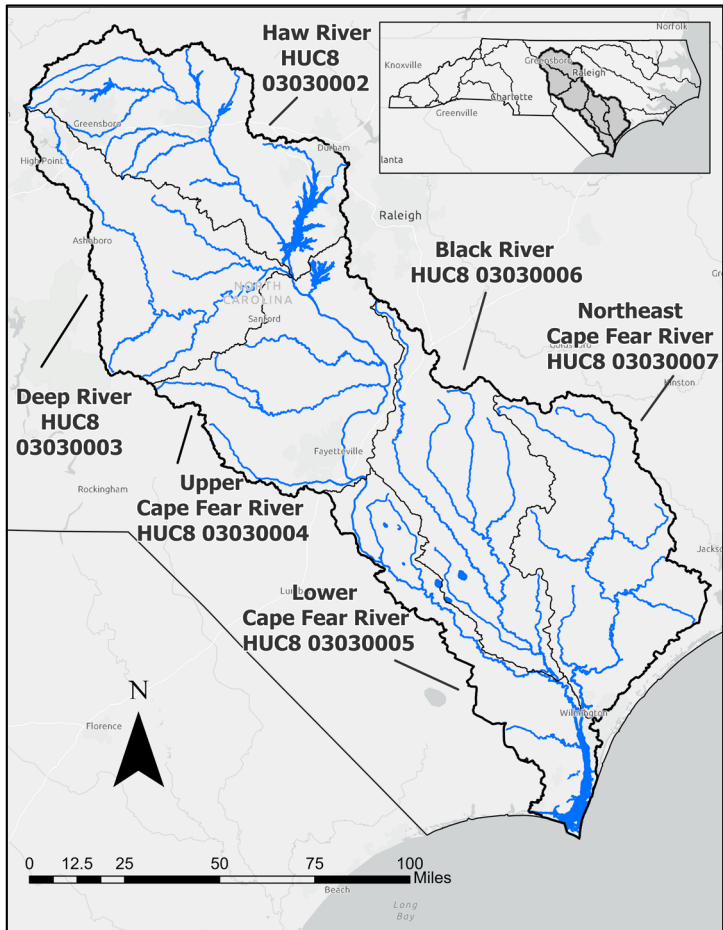 Haw River
HUC8
03030002
Norfolk
Knoxville
Greensboro
Raleigh
Charlotte
Greenville
lanta
Greensboro
High Point
Durham
Raleigh
Asheboro
Black River
HUC8 03030006
NORTH
CAROLINA
Sanford
Northeast
Cape Fear River
HUC8 03030007
Kinston
Deep River
HUC8
03030003
Fayetteville
Rockingham
Upper
Cape Fear River
HUC8 03030004
Jackso
Lower
Cape Fear River
HUC8 03030005
N
Florence
Wilmington
0 12.5 25 50 75 100
Miles
Beach
Long
Bay